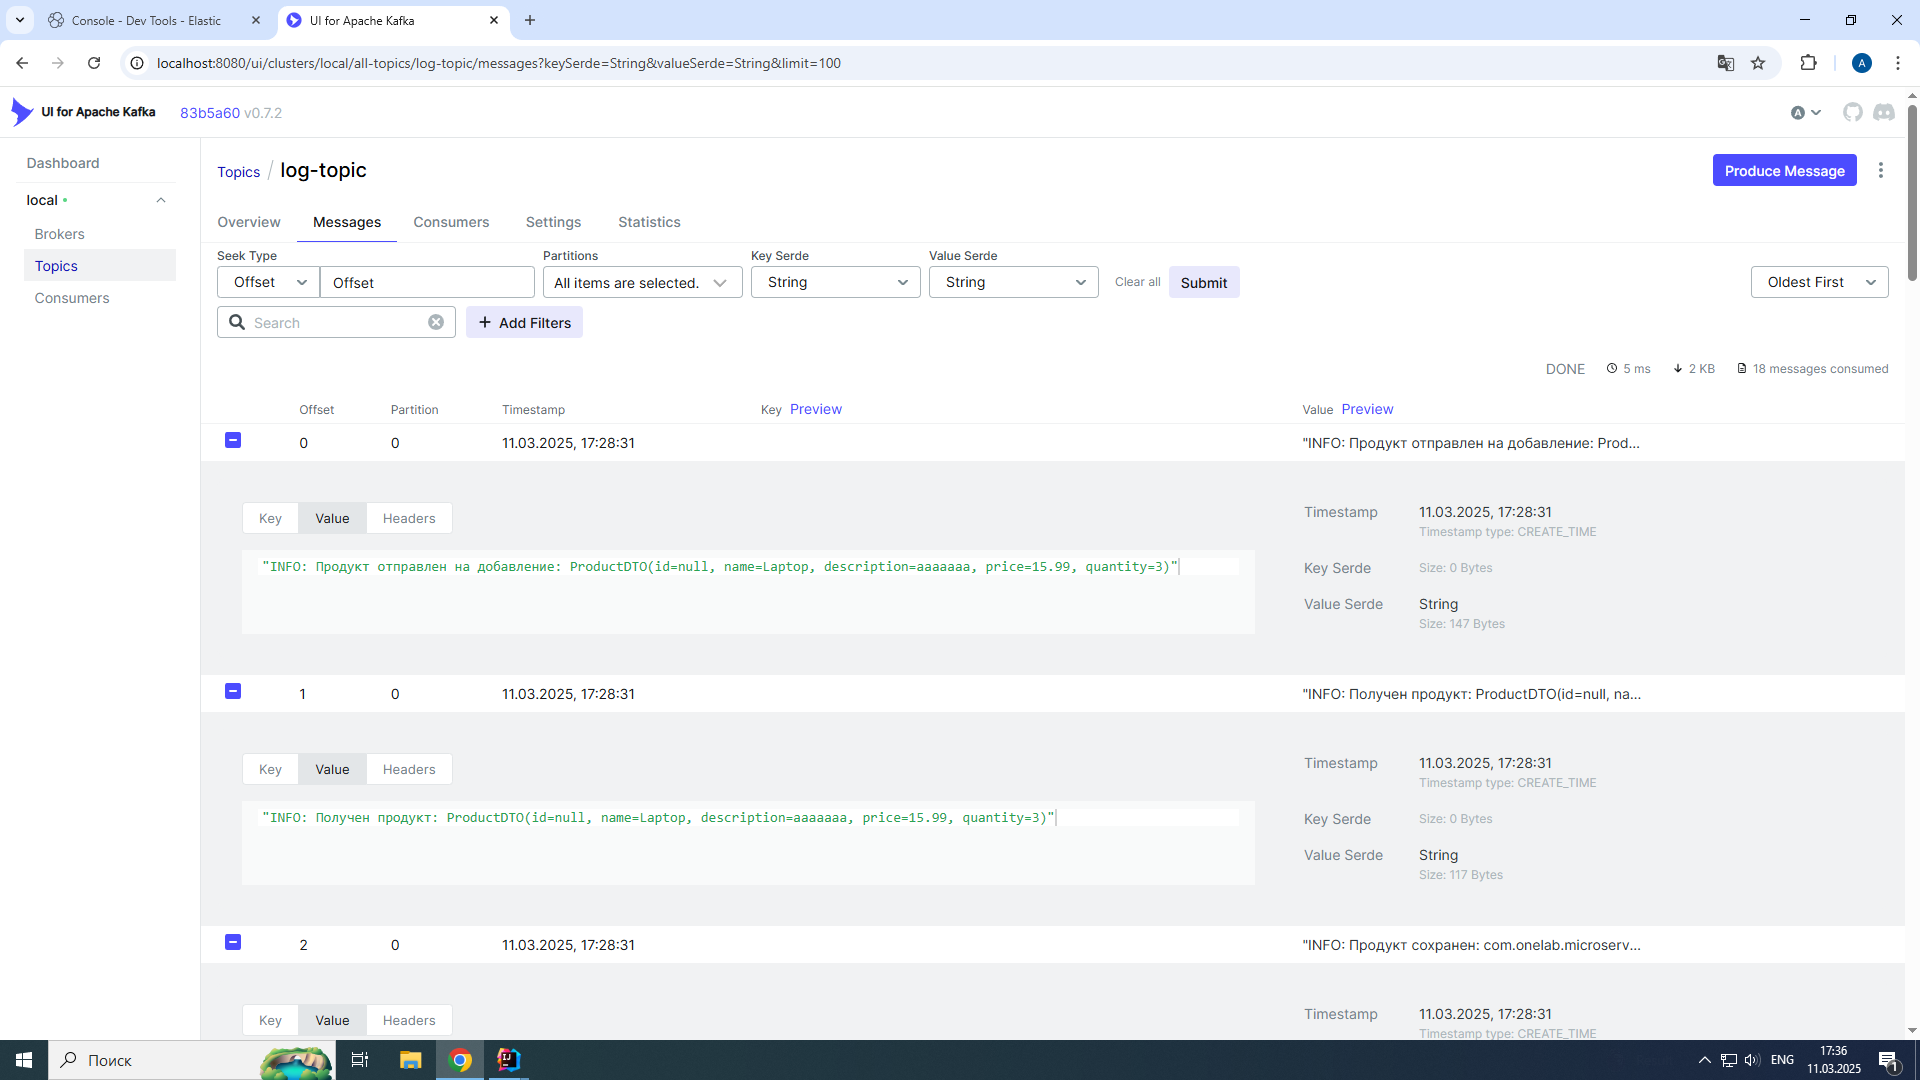 Console - Dev Tools - Elastic
UI for Apache Kafka
localhost:8080/ui/clusters/local/all-topics/log-topic/messages?keySerde=String&valueSerde=String&limit=100
A
UI for Apache Kafka
83b5a60 v0.7.2
A
Dashboard
local
Brokers
Topics
Consumers
Topics / log-topic
Produce Message
Overview Messages Consumers Settings Statistics
Seek Type Partitions Key Serde Value Serde
Offset Offset All items are selected. String String Clear all Submit Oldest First
Search Add Filters
DONE 5 ms 2 KB 18 messages consumed
Offset Partition Timestamp Key Preview Value Preview
0 0 11.03.2025, 17:28:31 "INFO: Продукт отправлен на добавление: Prod...
Key Value Headers
"INFO: Продукт отправлен на добавление: ProductDTO(id=null, name=Laptop, description=aaaaaaa, price=15.99, quantity=3)"
Timestamp 11.03.2025, 17:28:31
Timestamp type: CREATE_TIME
Key Serde Size: 0 Bytes
Value Serde String
Size: 147 Bytes
1 0 11.03.2025, 17:28:31 "INFO: Получен продукт: ProductDTO(id=null, na...
Key Value Headers
"INFO: Получен продукт: ProductDTO(id=null, name=Laptop, description=aaaaaaa, price=15.99, quantity=3)"
Timestamp 11.03.2025, 17:28:31
Timestamp type: CREATE_TIME
Key Serde Size: 0 Bytes
Value Serde String
Size: 117 Bytes
2 0 11.03.2025, 17:28:31 "INFO: Продукт сохранен: com.onelab.microserv...
Key Value Headers
Timestamp 11.03.2025, 17:28:31
Timestamp type: CREATE_TIME
Поиск
IJ
ENG
17:36
11.03.2025
1